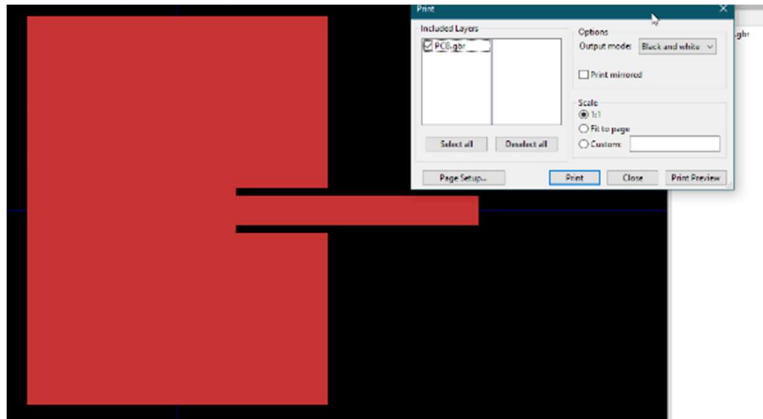 Print
Included Layers
PCB.gbr
Select all
Deselect all
Options
Output mode: Black and white
Print mirrored
Scale
1:1
Fit to page
Custom:
Page Setup...
Print
Close
Print Preview
.gbr